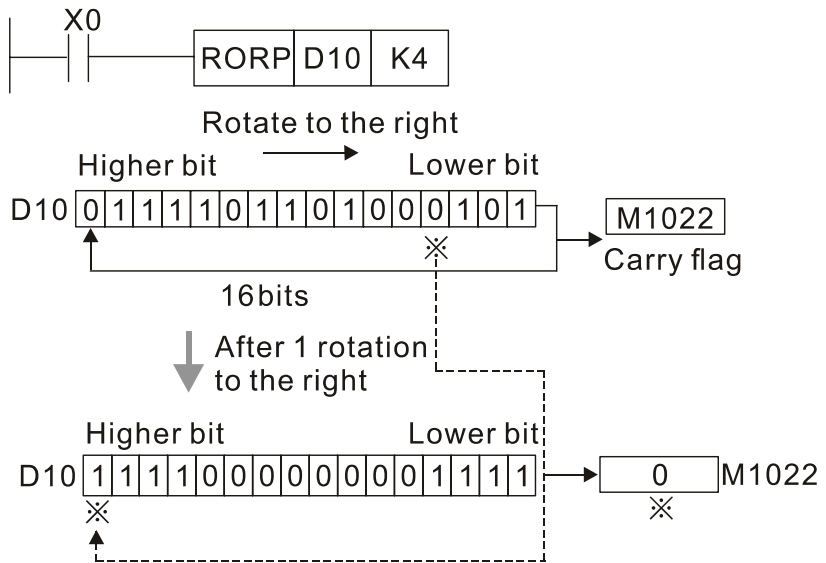 X0
RORP D10 K4
Rotate to the right
Higher bit Lower bit
D10 0 1 1 1 1 0 1 1 0 1 0 0 0 1 0 1 M1022
※ Carry flag
16bits
After 1 rotation
to the right
Higher bit Lower bit
D10 1 1 1 1 0 0 0 0 0 0 0 0 1 1 1 1 0 M1022
※ ※